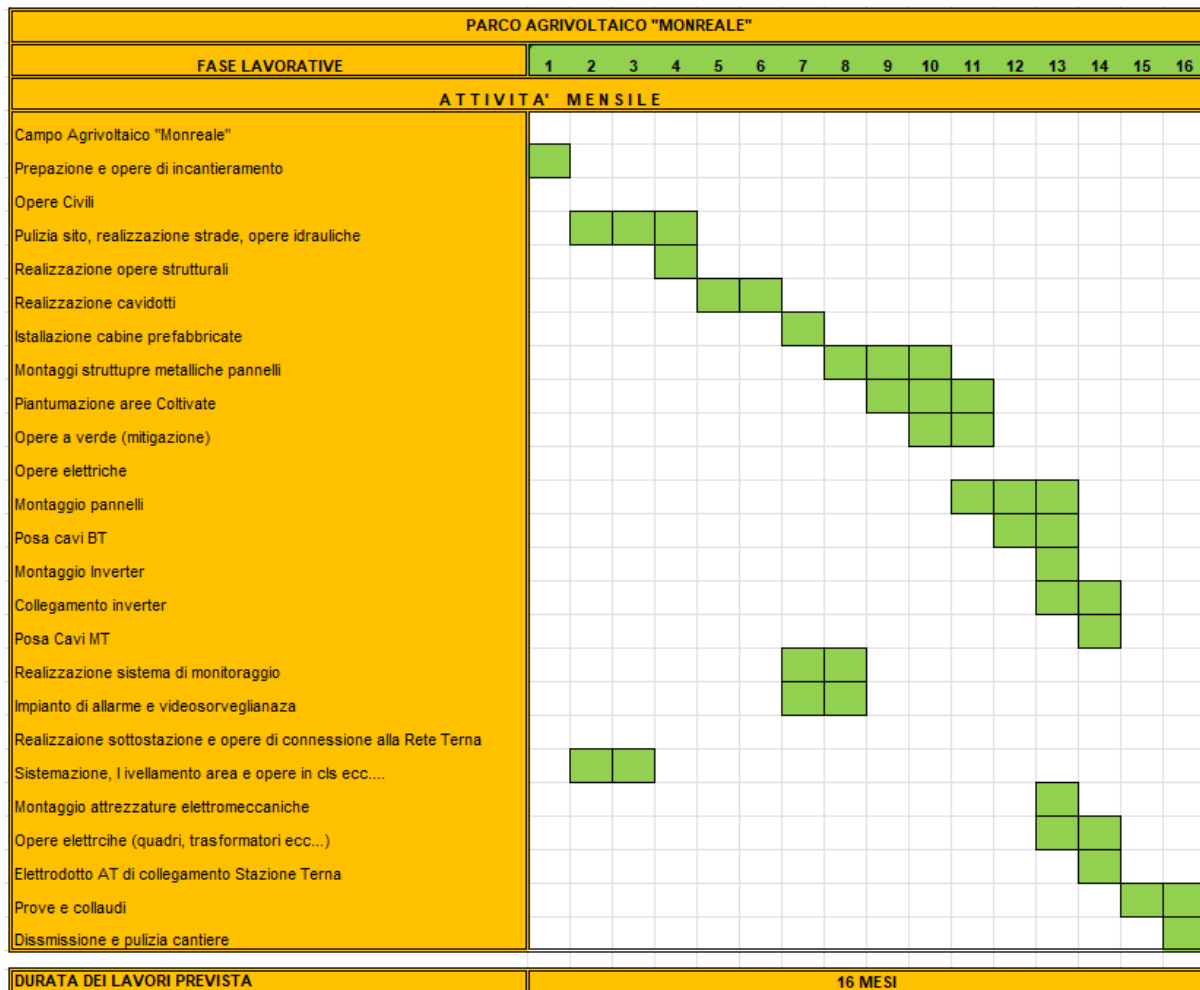 PARCO AGRIVOLTAICO "MONREALE"
FASE LAVORATIVE 1 2 3 4 5 6 7 8 9 10 11 12 13 14 15 16
ATTIVITA' MENSILE
Campo Agrivoltaico "Monreale"
Prepazione e opere di incantieramento
Opere Civili
Pulizia sito, realizzazione strade, opere idrauliche
Realizzazione opere strutturali
Realizzazione cavidotti
Istallazione cabine prefabbricate
Montaggi struttupre metalliche pannelli
Piantumazione aree Coltivate
Opere a verde (mitigazione)
Opere elettriche
Montaggio pannelli
Posa cavi BT
Montaggio Inverter
Collegamento inverter
Posa Cavi MT
Realizzazione sistema di monitoraggio
Impianto di allarme e videosorveglianaza
Realizzaione sottostazione e opere di connessione alla Rete Terna
Sistemazione, l ivellamento area e opere in cls ecc....
Montaggio attrezzature elettromeccaniche
Opere elettrcihe (quadri, trasformatori ecc...)
Elettrodotto AT di collegamento Stazione Terna
Prove e collaudi
Dissmissione e pulizia cantiere
DURATA DEI LAVORI PREVISTA 16 MESI